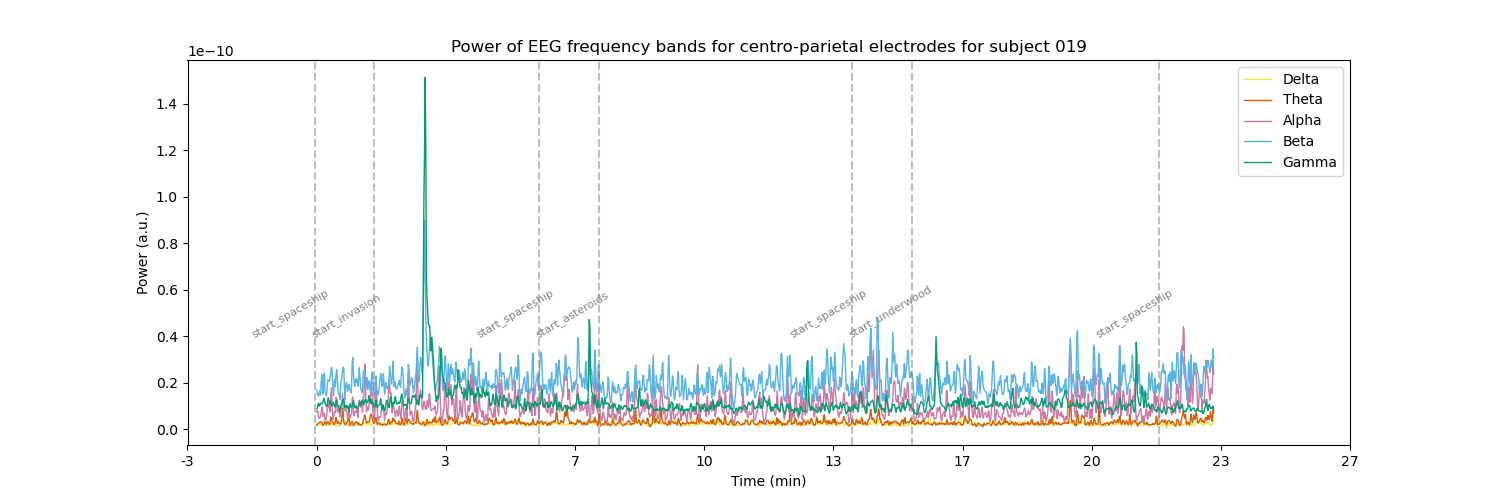 Power of EEG frequency bands for centro-parietal electrodes for subject 019
1e−10
Delta
Theta
Alpha
Beta
Gamma
1.4
1.2
1.0
0.8
0.6
0.4
0.2
0.0
Power (a.u.)
start_spaceship
start_invasion
start_spaceship
start_asteroids
start_spaceship
start_underwood
start_spaceship
-3 0 3 7 10 13 17 20 23 27
Time (min)